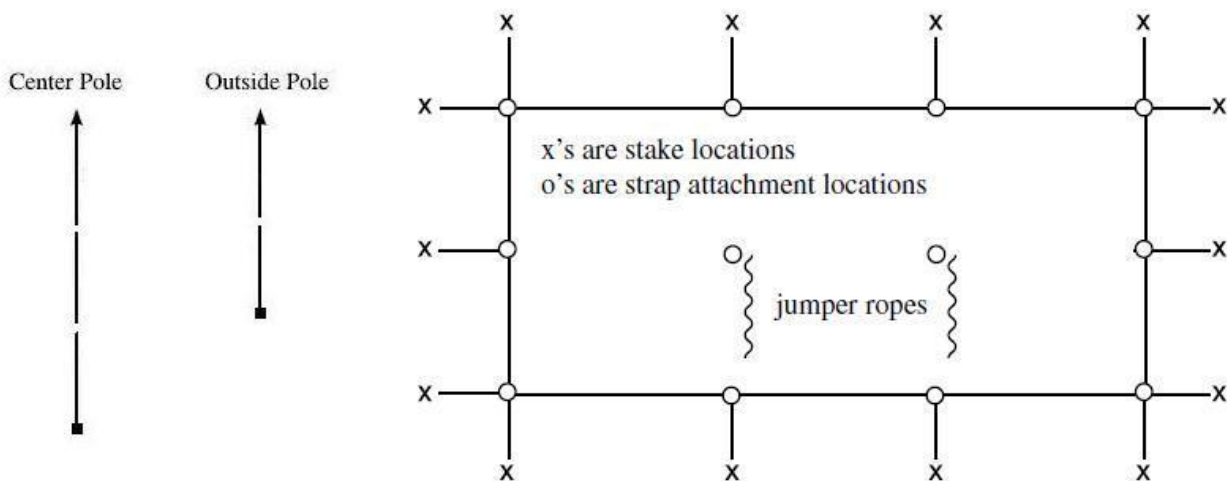 Center Pole
Outside Pole
x x x x
x x
x's are stake locations
o's are strap attachment locations
x x
jumper ropes
x x
x x x x